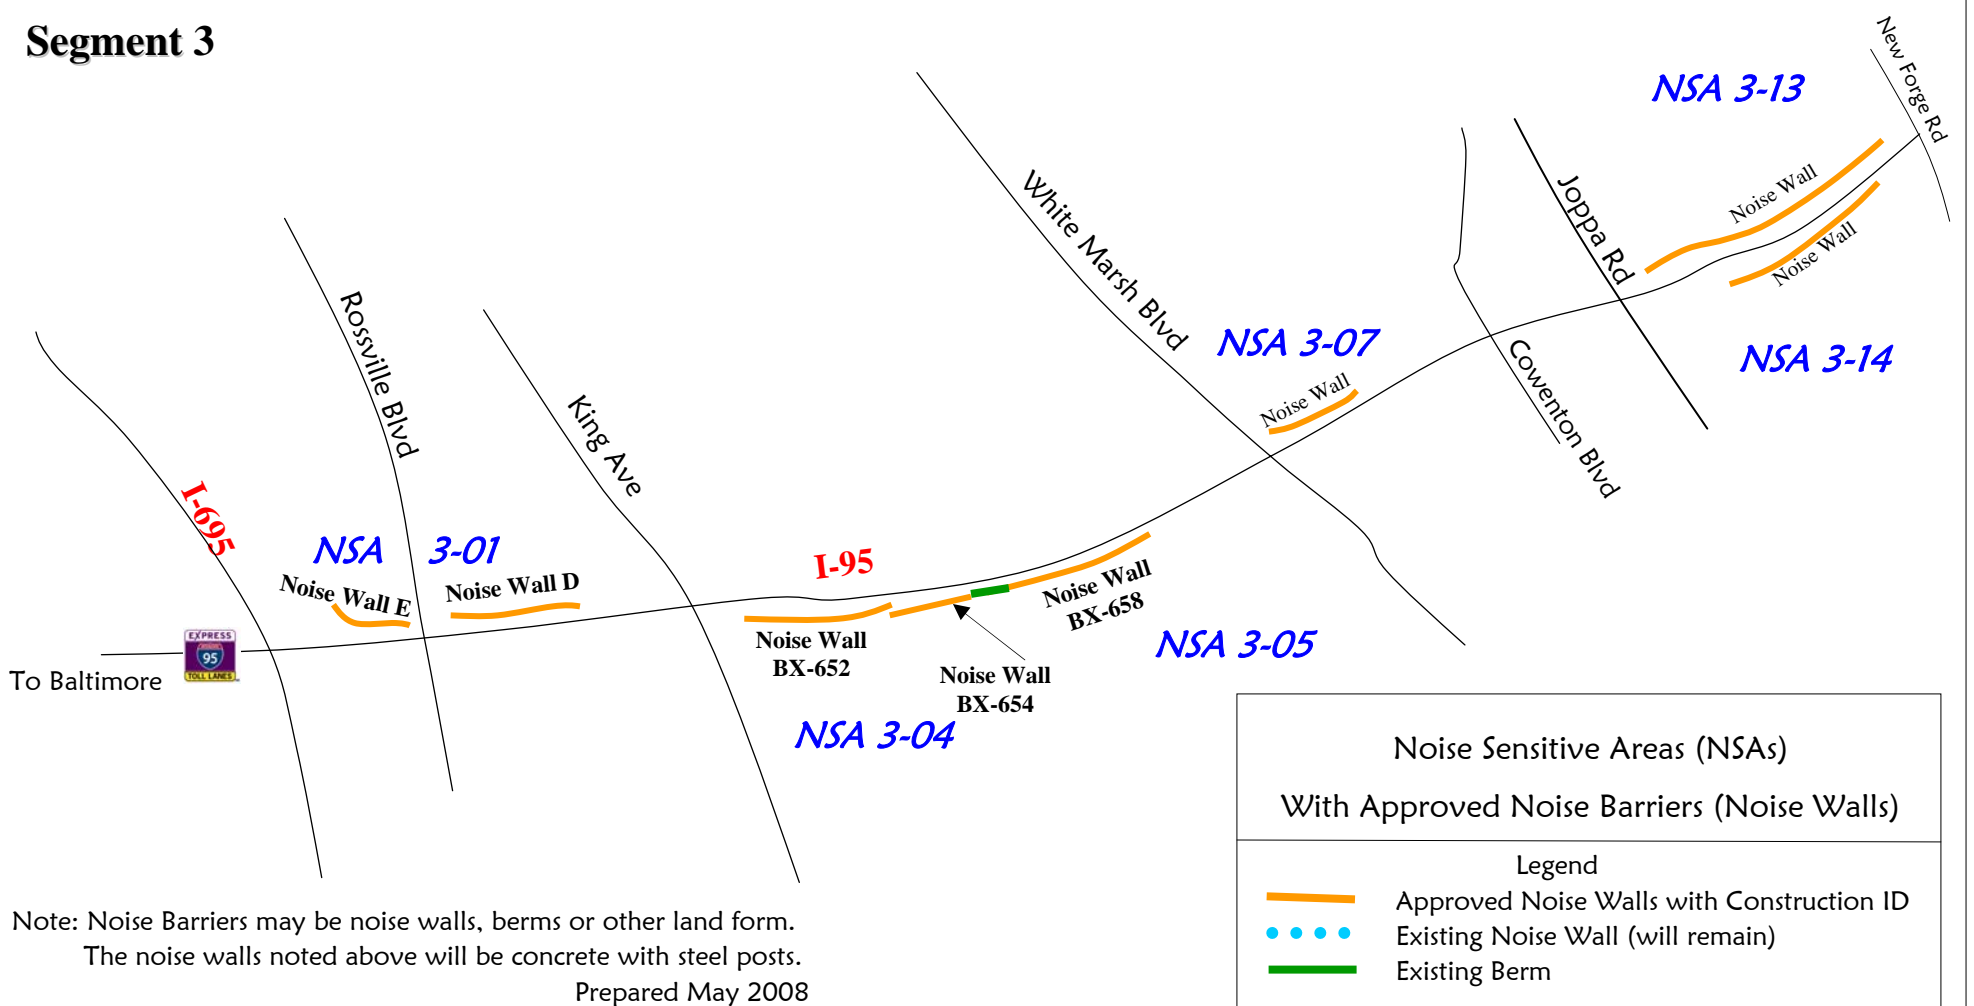 Segment 3
New Forge Rd
NSA 3-13
Noise Wall
Joppa Rd
Noise Wall
White Marsh Blvd
NSA 3-07
NSA 3-14
Noise Wall
Cowenton Blvd
Rossville Blvd
King Ave
I-695
NSA 3-01
I-95
Noise Wall E
Noise Wall D
Noise Wall
BX-658
Noise Wall
BX-652
NSA 3-05
EXPRESS
95
TOLL LANES
To Baltimore
Noise Wall
BX-654
NSA 3-04
Noise Sensitive Areas (NSAs)
With Approved Noise Barriers (Noise Walls)
Legend
Approved Noise Walls with Construction ID
Existing Noise Wall (will remain)
Existing Berm
Note: Noise Barriers may be noise walls, berms or other land form.
The noise walls noted above will be concrete with steel posts.
Prepared May 2008